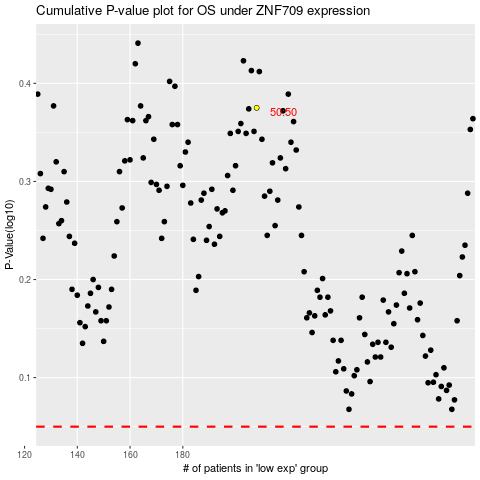 Cumulative P-value plot for OS under ZNF709 expression
P-Value(log10)
0.4
0.3
0.2
0.1
50:50
120 140 160 180
# of patients in 'low exp' group